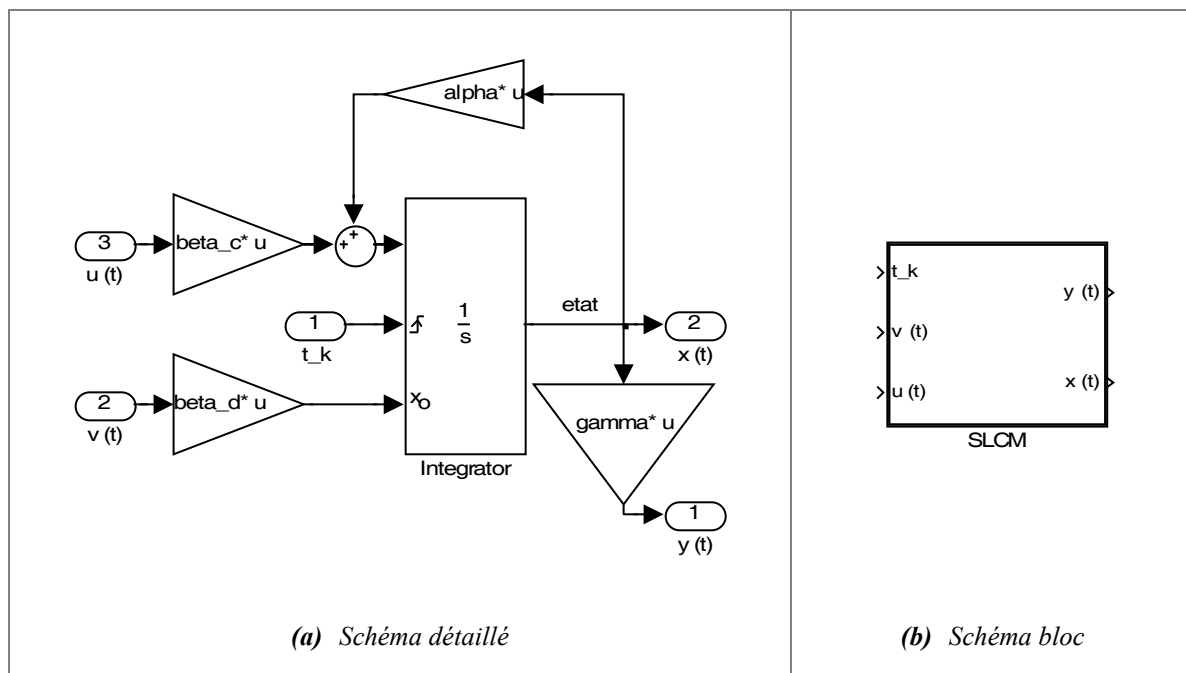 alpha* u
3
u (t)
beta_c* u
+
+
1
t_k
1
s
etat
2
x (t)
2
v (t)
beta_d* u
xo
Integrator
gamma* u
1
y (t)
(a) Schéma détaillé
t_k
v (t)
u (t)
y (t)
x (t)
SLCM
(b) Schéma bloc